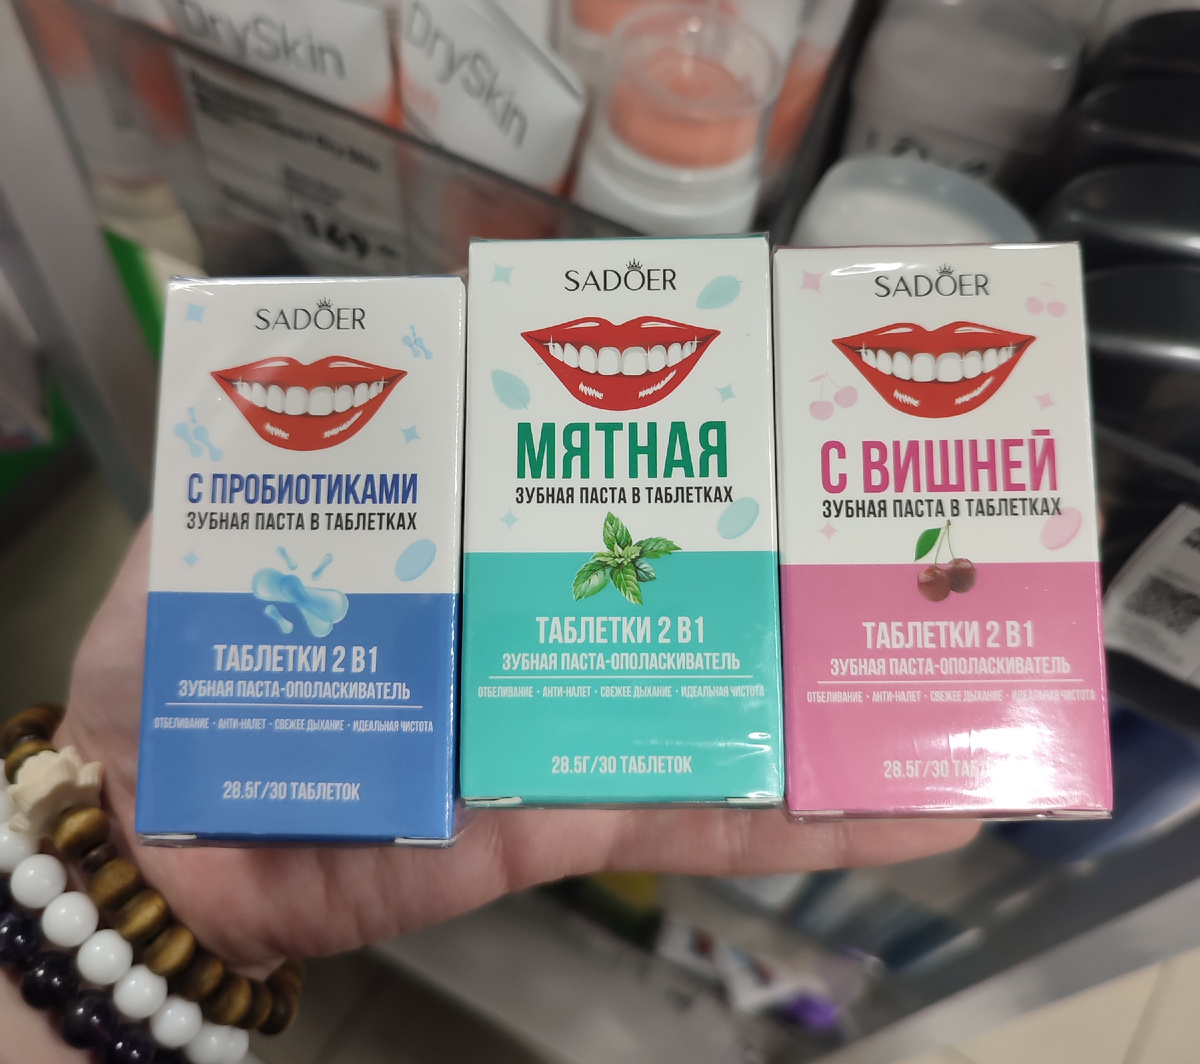 DrySkin
DrySkin
149
SADOER
С ПРОБИОТИКАМИ
ЗУБНАЯ ПАСТА В ТАБЛЕТКАХ
ТАБЛЕТКИ 2 В1
ЗУБНАЯ ПАСТА-ОПОЛАСКИВАТЕЛЬ
ОТБЕЛИВАНИЕ · АНТИ-НАЛЕТ · СВЕЖЕЕ ДЫХАНИЕ · ИДЕАЛЬНАЯ ЧИСТОТА
28.5Г/30 ТАБЛЕТОК
SADOER
МЯТНАЯ
ЗУБНАЯ ПАСТА В ТАБЛЕТКАХ
ТАБЛЕТКИ 2 В1
ЗУБНАЯ ПАСТА-ОПОЛАСКИВАТЕЛЬ
ОТБЕЛИВАНИЕ · АНТИ-НАЛЕТ · СВЕЖЕЕ ДЫХАНИЕ · ИДЕАЛЬНАЯ ЧИСТОТА
28.5Г/30 ТАБЛЕТОК
SADOER
С ВИШНЕЙ
ЗУБНАЯ ПАСТА В ТАБЛЕТКАХ
ТАБЛЕТКИ 2 В1
ЗУБНАЯ ПАСТА-ОПОЛАСКИВАТЕЛЬ
ОТБЕЛИВАНИЕ · АНТИ-НАЛЕТ · СВЕЖЕЕ ДЫХАНИЕ · ИДЕАЛЬНАЯ ЧИСТОТА
28.5Г/30 ТАБЛЕТОК